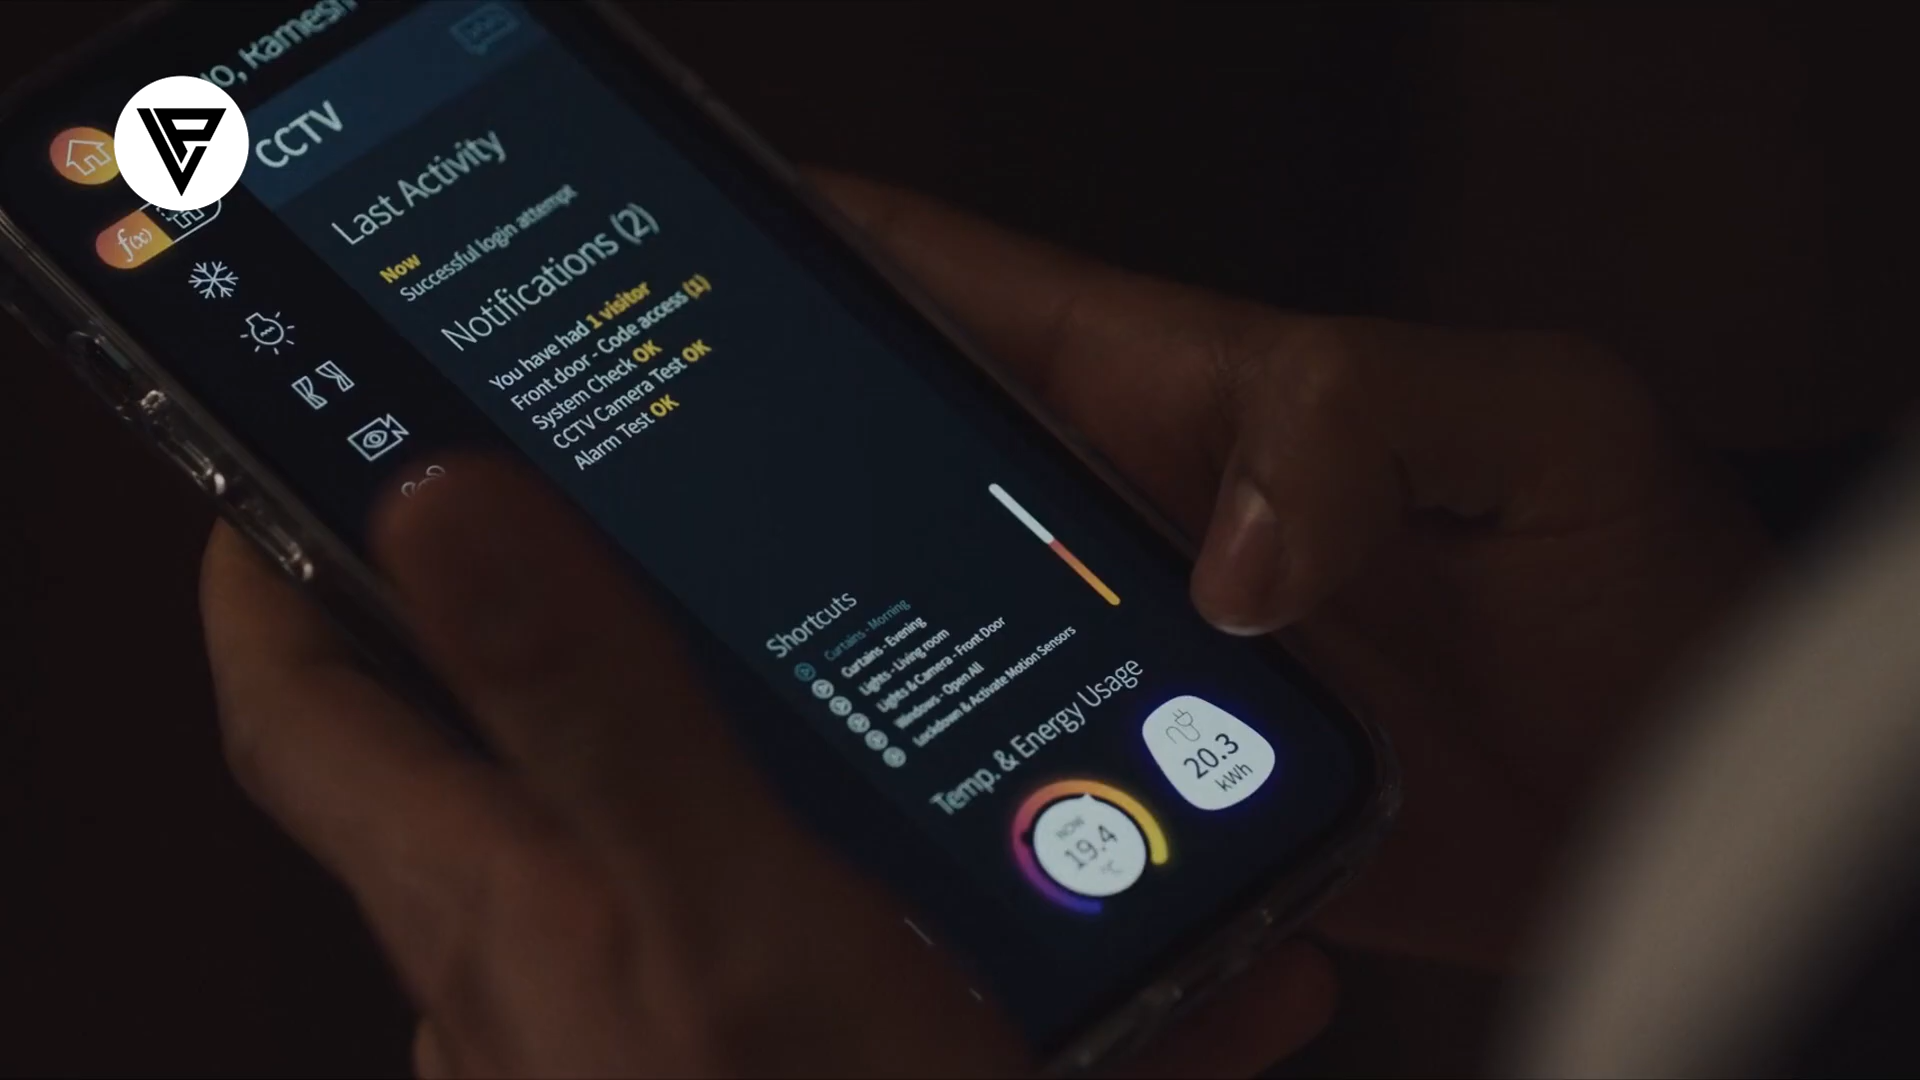 lo, Kamesh
CCTV
Last Activity
Now
Successful login attempt
Notifications (2)
You have had 1 visitor
Front door - Code access (1)
System Check OK
CCTV Camera Test OK
Alarm Test OK
f(x)
Shortcuts
Curtains - Morning
Curtains - Evening
Lights - Living room
Lights & Camera - Front Door
Windows - Open All
Lockdown & Activate Motion Sensors
Temp. & Energy Usage
NOW
19.4
°C
20.3
kWh